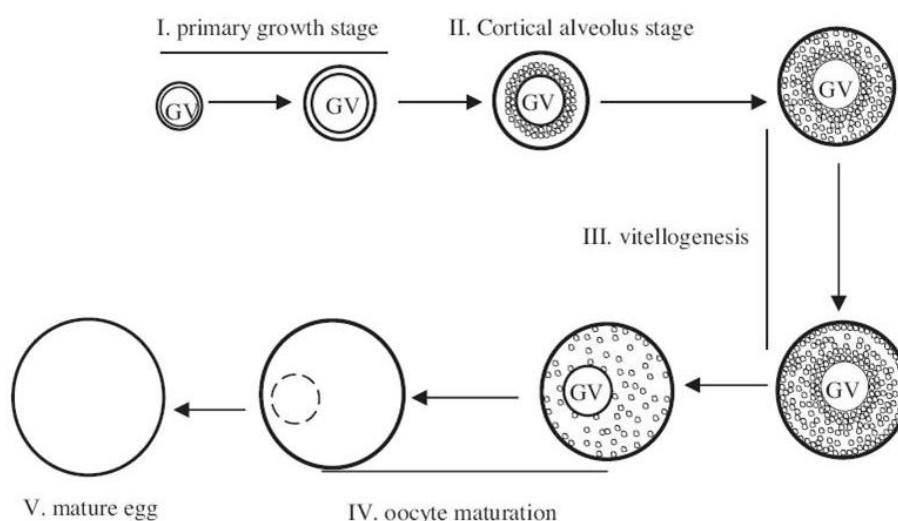 I. primary growth stage
II. Cortical alveolus stage
GV
GV
GV
GV
III. vitellogenesis
GV
GV
V. mature egg
IV. oocyte maturation